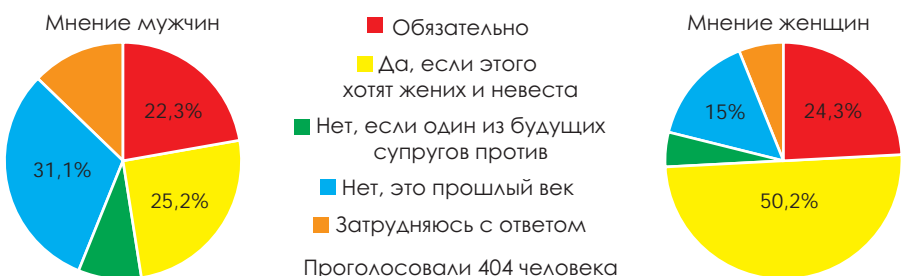 Мнение мужчин
22,3%
31,1%
25,2%
Обязательно
Да, если этого
хотят жених и невеста
Нет, если один из будущих
супругов против
Нет, это прошлый век
Затрудняюсь с ответом
Проголосовали 404 человека
Мнение женщин
15%
24,3%
50,2%